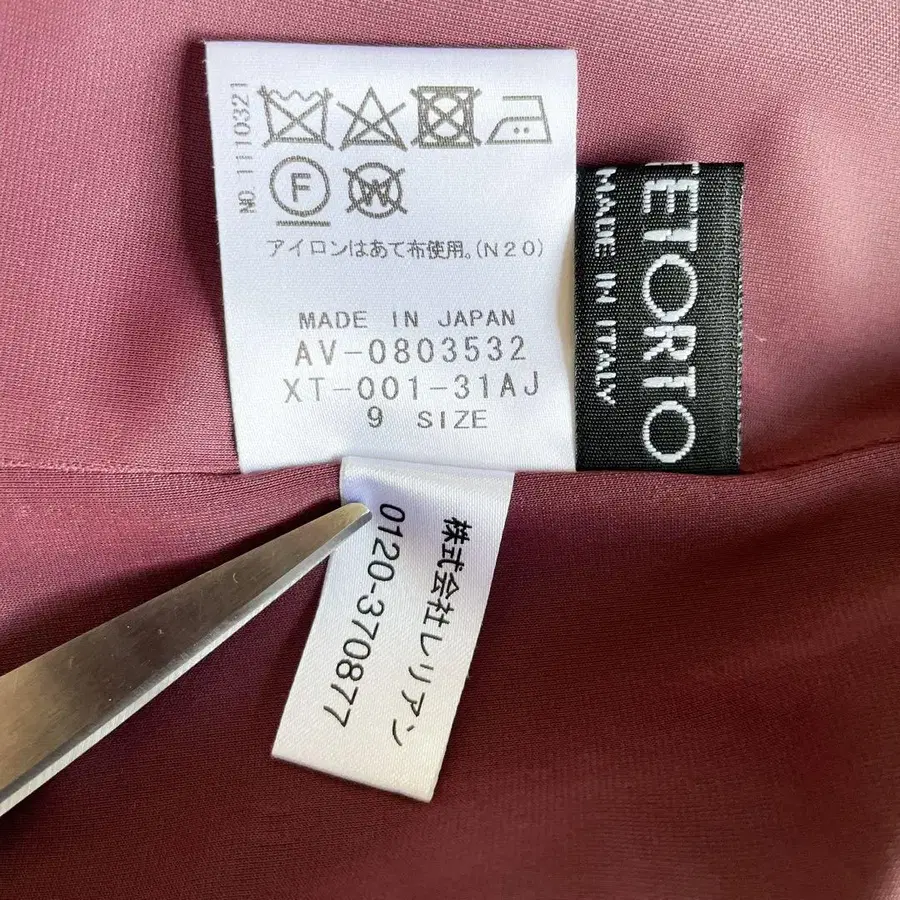 NO.1110321
F
W
アイロンはあて布使用。(N20)
MADE IN JAPAN
AV-0803532
XT-001-31AJ
9 SIZE
TEIORTO
MADE IN ITALY
株式会社レリアン
0120-370877